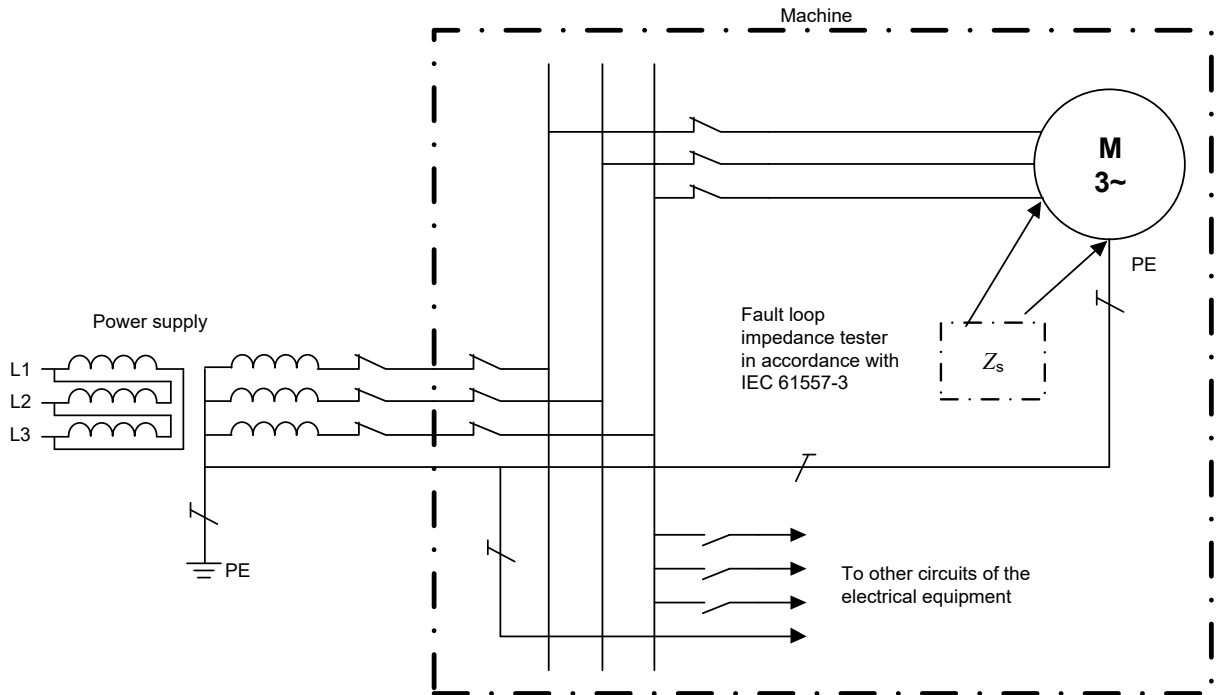 Machine
M
3~
PE
Power supply
Fault loop
impedance tester
in accordance with
IEC 61557-3
Zs
L1
L2
L3
PE
To other circuits of the
electrical equipment